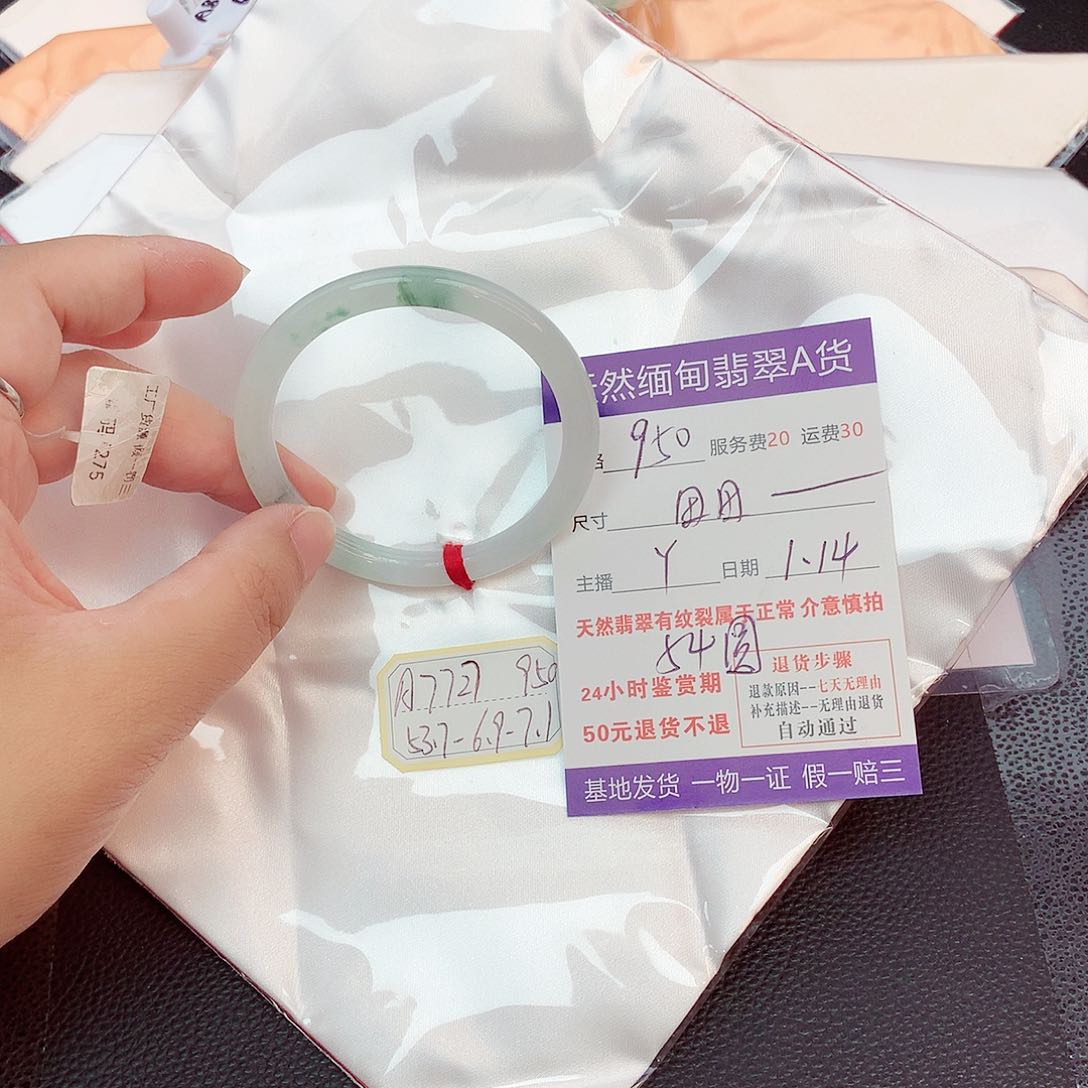 天然缅甸翡翠A货
格 950 服务费20 运费30
尺寸 田田
主播 Y 日期 1.14
天然翡翠有纹裂属于正常 介意慎拍
54圆
24小时鉴赏期
50元退货不退
退货步骤
退款原因--七天无理由
补充描述--无理由退货
自动通过
基地发货 一物一证 假一赔三
A7727 950
53.7-6.9-7.1
275